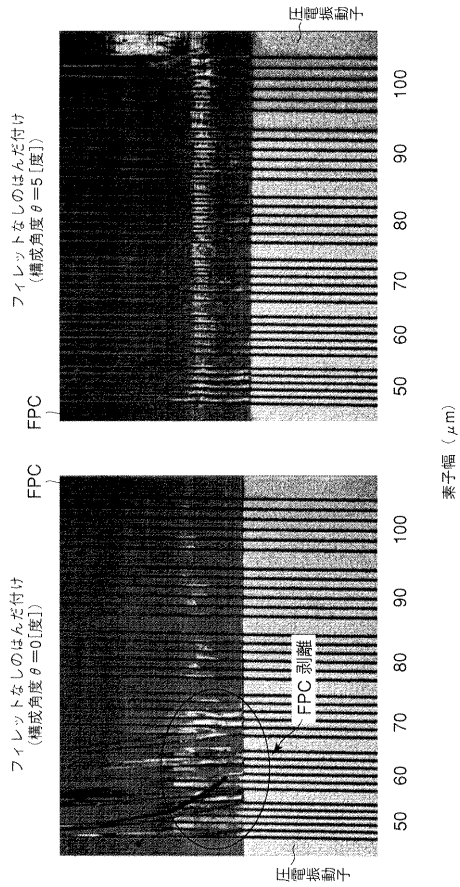 フィレットなしのはんだ付け
(構成角度 θ=0[度])
FPC
FPC 剥離
圧電振動子
50 60 70 80 90 100
フィレットなしのはんだ付け
(構成角度 θ=5 [度])
FPC
圧電振動子
50 60 70 80 90 100
素子幅 (μm)